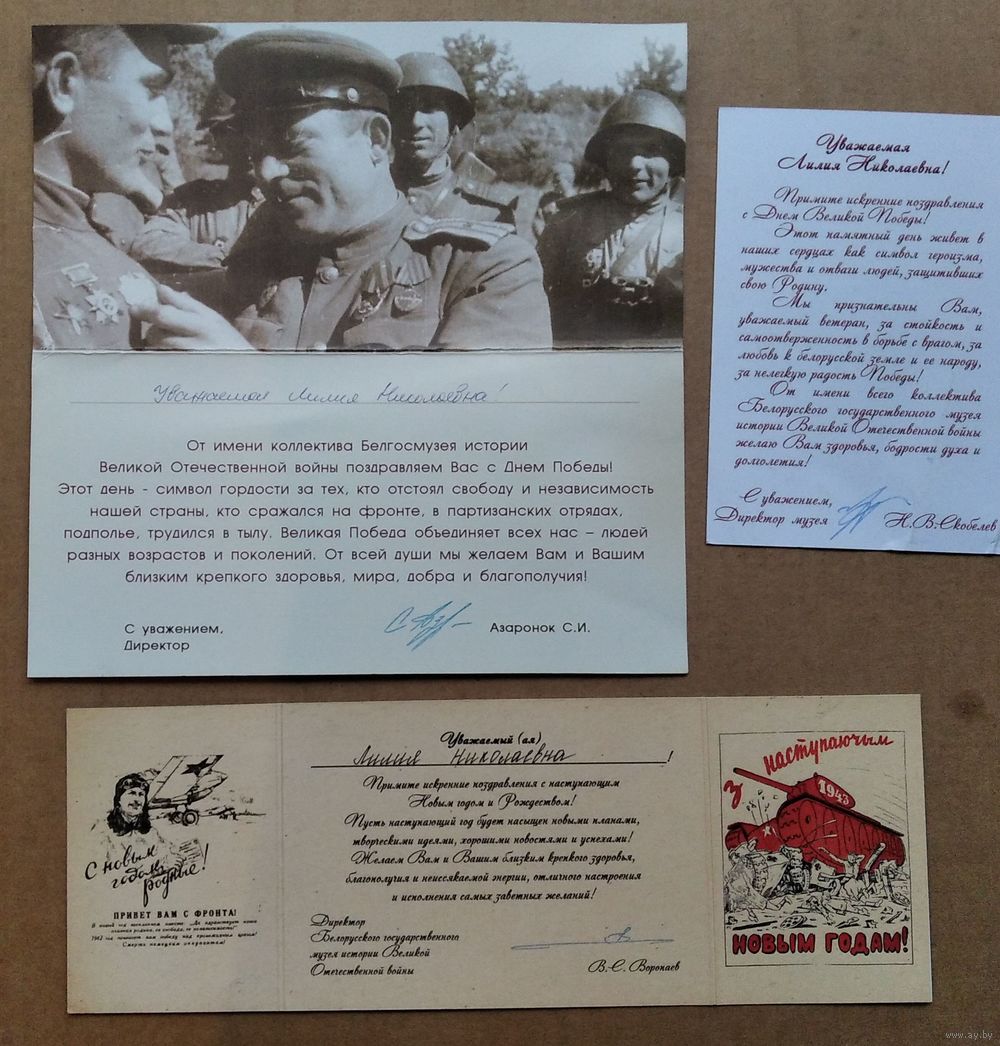 Уважаемая Лилия Николаевна!
От имени коллектива Белгосмузея истории
Великой Отечественной войны поздравляем Вас с Днем Победы!
Этот день - символ гордости за тех, кто отстоял свободу и независимость
нашей страны, кто сражался на фронте, в партизанских отрядах,
подполье, трудился в тылу. Великая Победа объединяет всех нас – людей
разных возрастов и поколений. От всей души мы желаем Вам и Вашим
близким крепкого здоровья, мира, добра и благополучия!
С уважением,
Директор
Азаронок С.И.
Уважаемая
Лилия Николаевна!
Примите искренние поздравления
с Днем Великой Победы!
Этот памятный день живет в
наших сердцах как символ героизма,
мужества и отваги людей, защитивших
свою Родину.
Мы признательны Вам,
уважаемый ветеран, за стойкость и
самоотверженность в борьбе с врагом, за
любовь к белорусской земле и ее народу,
за нелегкую радость Победы!
От имени всего коллектива
Белорусского государственного музея
истории Великой Отечественной войны
желаю Вам здоровья, бодрости духа и
долголетия!
С уважением,
Директор музея
Н.В.Скобелев
С новым
годом,
родные!
ПРИВЕТ ВАМ С ФРОНТА!
Уважаемый (ая)
Лилия Николаевна !
Примите искренние поздравления с наступающим
Новым годом и Рождеством!
Пусть наступающий год будет насыщен новыми планами,
творческими идеями, хорошими новостями и успехами!
Желаем Вам и Вашим близким крепкого здоровья,
благополучия и неиссякаемой энергии, отличного настроения
и исполнения самых заветных желаний!
Директор
Белорусского государственного
музея истории Великой
Отечественной войны
В.С. Воропаев
З наступаючым
1943
НОВЫМ ГОДАМ!
www.ay.by